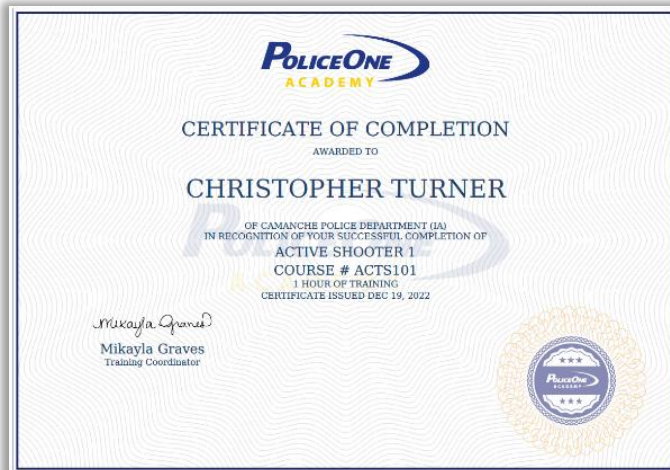 POLICEONE
ACADEMY
CERTIFICATE OF COMPLETION
AWARDED TO
CHRISTOPHER TURNER
OF CAMANCHE POLICE DEPARTMENT (IA)
IN RECOGNITION OF YOUR SUCCESSFUL COMPLETION OF
ACTIVE SHOOTER 1
COURSE # ACTS101
1 HOUR OF TRAINING
CERTIFICATE ISSUED DEC 19, 2022
Mikayla Graves
Mikayla Graves
Training Coordinator
POLICEONE
ACADEMY